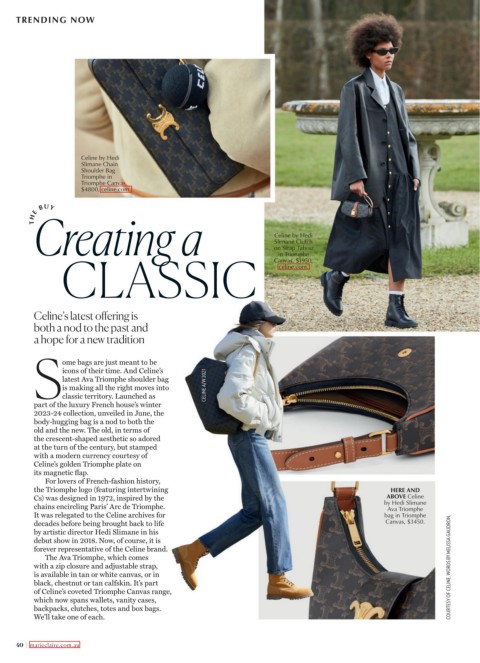 TRENDING NOW
CEL
Celine by Hedi
Slimane Chain
Shoulder Bag
Triomphe in
Triomphe Canvas,
$4800, celine.com.
Celine by Hedi
Slimane Clutch
on Strap Tabou
in Triomphe
Canvas, $1950,
celine.com.
THE BUY
Creating a
CLASSIC
Celine's latest offering is
both a nod to the past and
a hope for a new tradition
Some bags are just meant to be
icons of their time. And Celine's
latest Ava Triomphe shoulder bag
is making all the right moves into
classic territory. Launched as
part of the luxury French house's winter
2023-24 collection, unveiled in June, the
body-hugging bag is a nod to both the
old and the new. The old, in terms of
the crescent-shaped aesthetic so adored
at the turn of the century, but stamped
with a modern currency courtesy of
Celine's golden Triomphe plate on
its magnetic flap.
For lovers of French-fashion history,
the Triomphe logo (featuring intertwining
Cs) was designed in 1972, inspired by the
chains encircling Paris' Arc de Triomphe.
It was relegated to the Celine archives for
decades before being brought back to life
by artistic director Hedi Slimane in his
debut show in 2018. Now, of course, it is
forever representative of the Celine brand.
The Ava Triomphe, which comes
with a zip closure and adjustable strap,
is available in tan or white canvas, or in
black, chestnut or tan calfskin. It's part
of Celine's coveted Triomphe Canvas range,
which now spans wallets, vanity cases,
backpacks, clutches, totes and box bags.
We'll take one of each.
CELINE A/W 2021
HERE AND
ABOVE Celine
by Hedi Slimane
Ava Triomphe
bag in Triomphe
Canvas, $3450.
COURTESY OF CELINE. WORDS BY MELISSA GAUDRON
40 | marieclaire.com.au